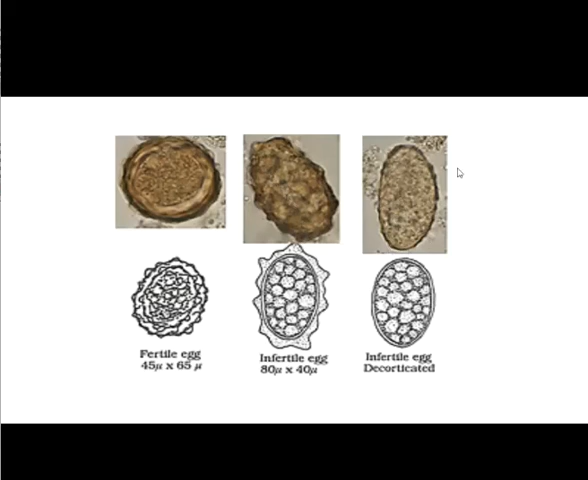 Fertile egg
45μ x 65 μ
Infertile egg
80μ x 40μ
Infertile egg
Decorticated